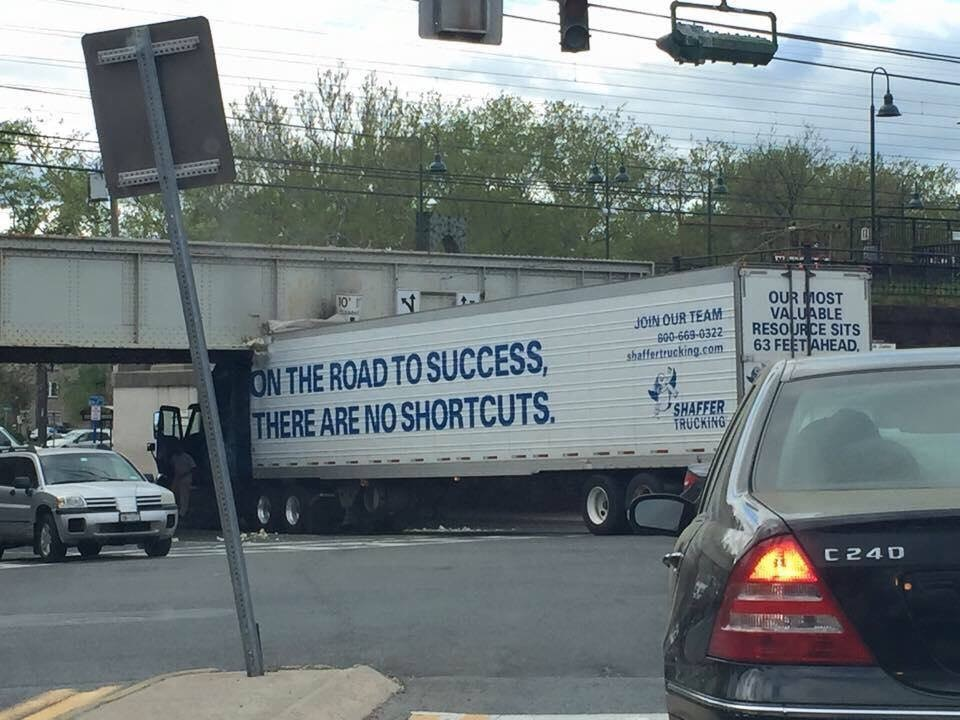 10'
ON THE ROAD TO SUCCESS,
THERE ARE NO SHORTCUTS.
JOIN OUR TEAM
800-669-0322
shaffertrucking.com
SHAFFER
TRUCKING
OUR MOST
VALUABLE
RESOURCE SITS
63 FEET AHEAD.
C240